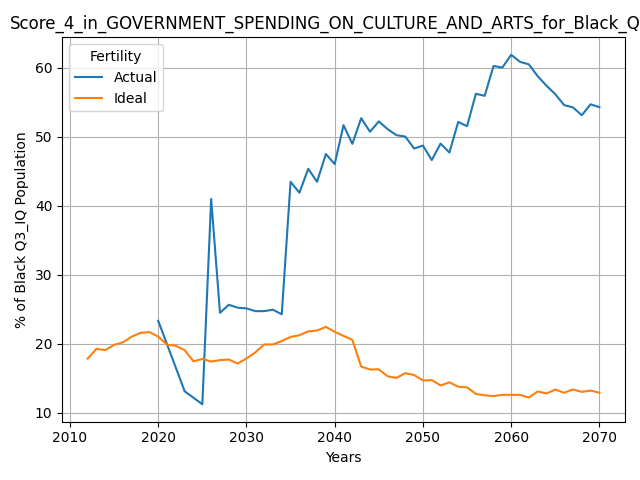 Score_4_in_GOVERNMENT_SPENDING_ON_CULTURE_AND_ARTS_for_Black_Q
Fertility
Actual
Ideal
% of Black Q3_IQ Population
60
50
40
30
20
10
2010 2020 2030 2040 2050 2060 2070
Years